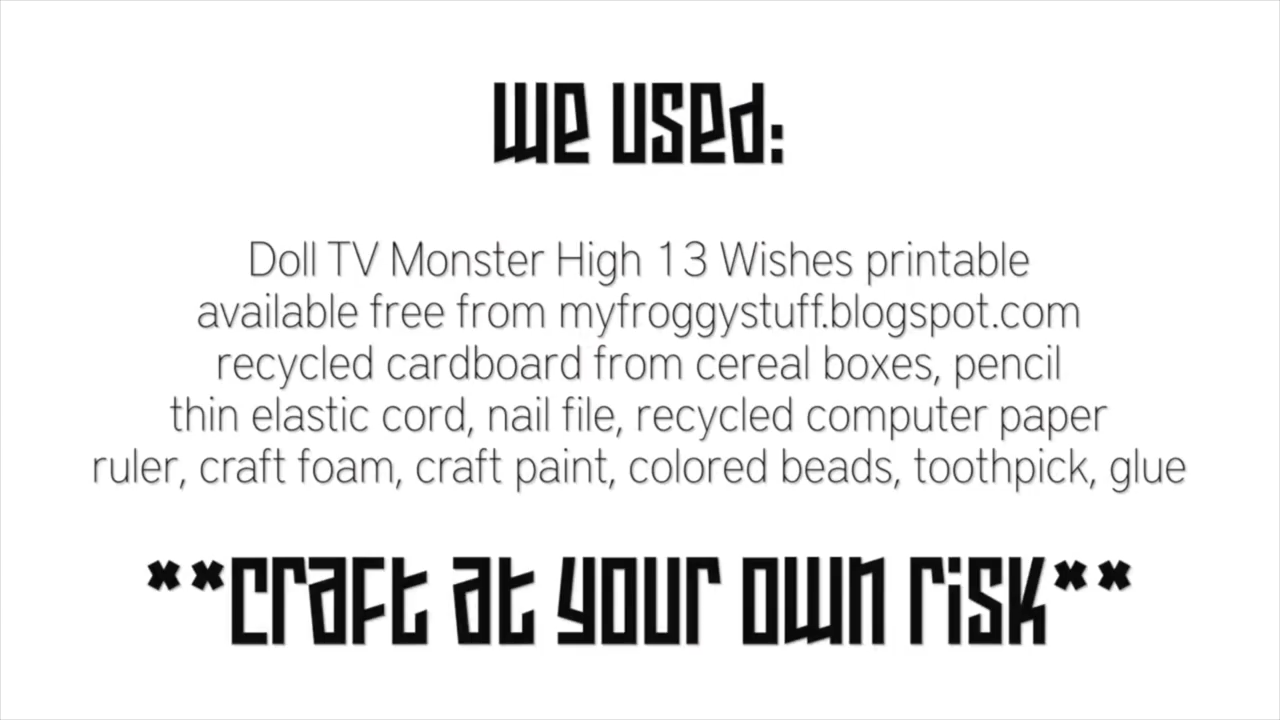 we used:
Doll TV Monster High 13 Wishes printable
available free from myfroggystuff.blogspot.com
recycled cardboard from cereal boxes, pencil
thin elastic cord, nail file, recycled computer paper
ruler, craft foam, craft paint, colored beads, toothpick, glue
**craft at your own risk**